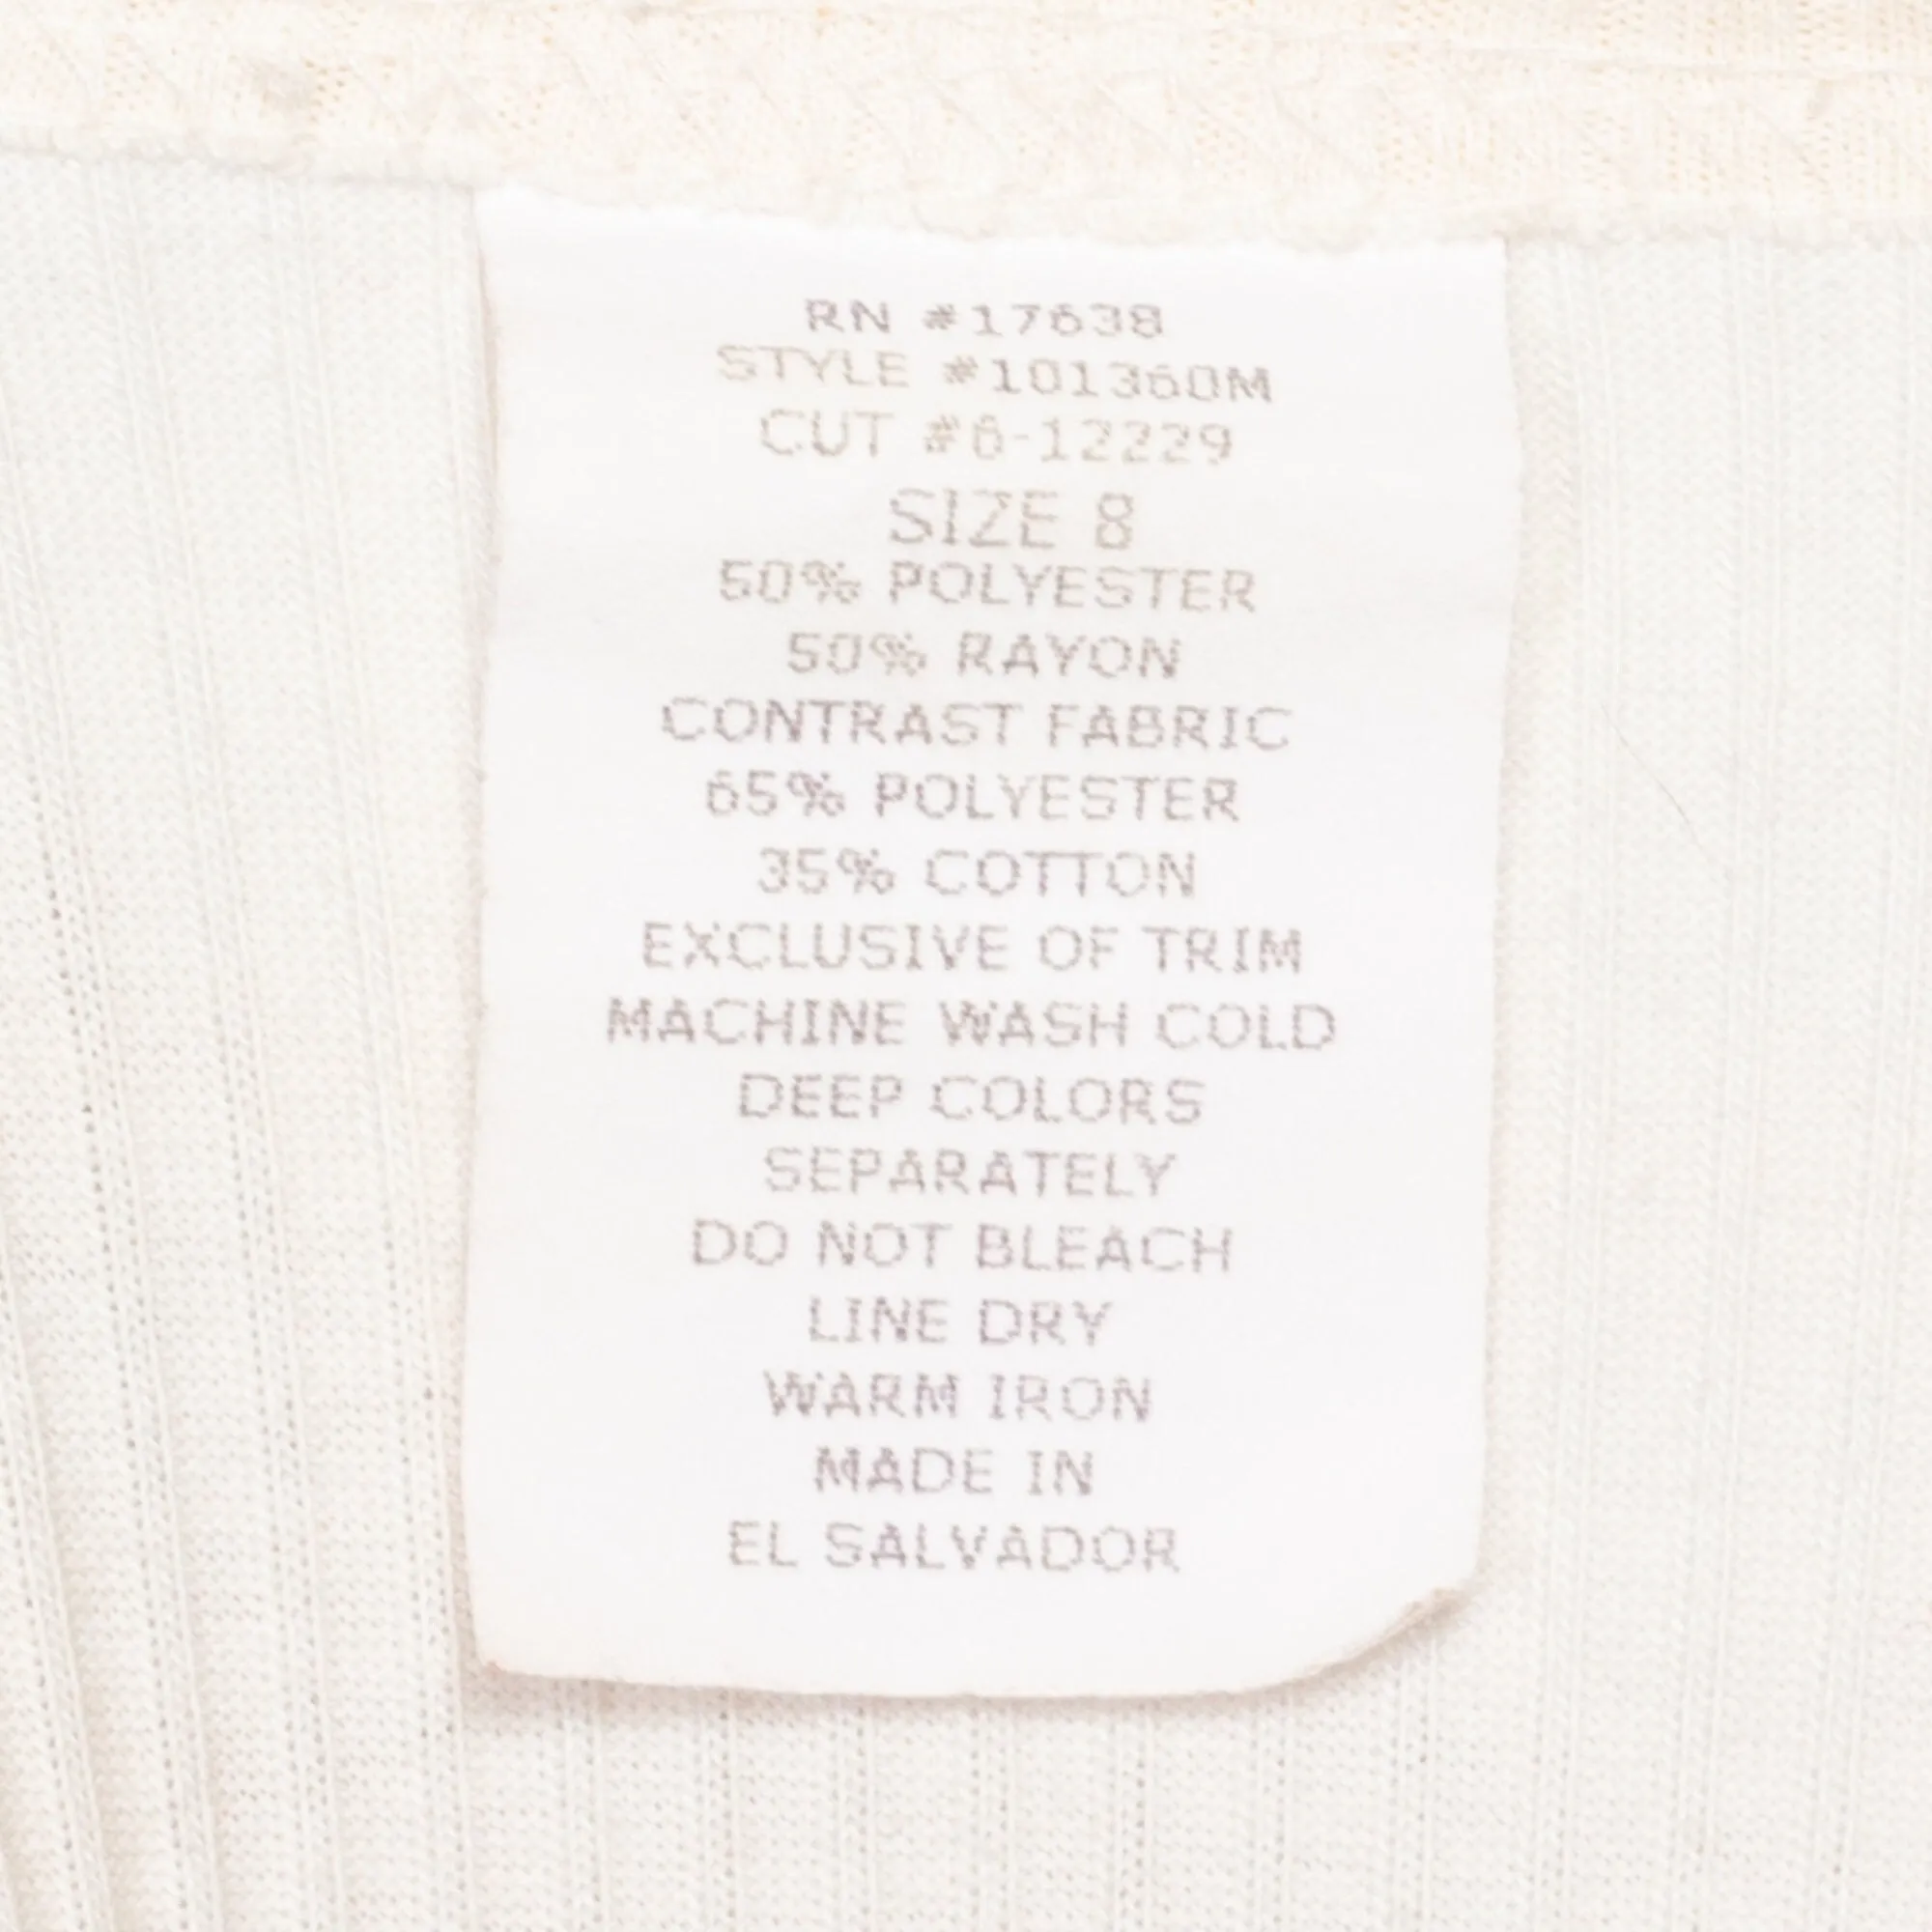 RN #17638
STYLE #101360M
CUT #6-12229
SIZE 8
50% POLYESTER
50% RAYON
CONTRAST FABRIC
65% POLYESTER
35% COTTON
EXCLUSIVE OF TRIM
MACHINE WASH COLD
DEEP COLORS
SEPARATELY
DO NOT BLEACH
LINE DRY
WARM IRON
MADE IN
EL SALVADOR